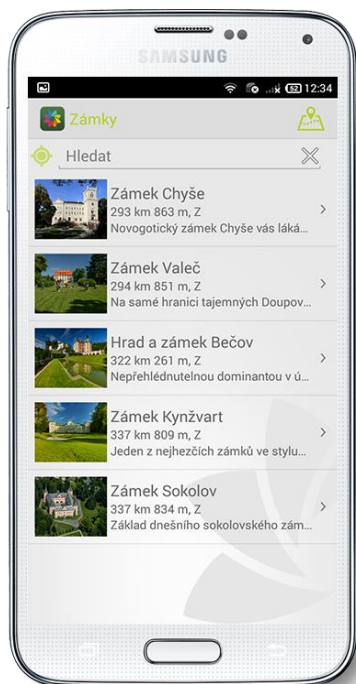 SAMSUNG
52 12:34
Zámky
Hledat
Zámek Chyše
293 km 863 m, Z
Novogotický zámek Chyše vás láká...
Zámek Valeč
294 km 851 m, Z
Na samé hranici tajemných Doupov...
Hrad a zámek Bečov
322 km 261 m, Z
Nepřehlédnutelnou dominantou v ú...
Zámek Kynžvart
337 km 809 m, Z
Jeden z nejhezčích zámků ve stylu...
Zámek Sokolov
337 km 834 m, Z
Základ dnešního sokolovského zám...